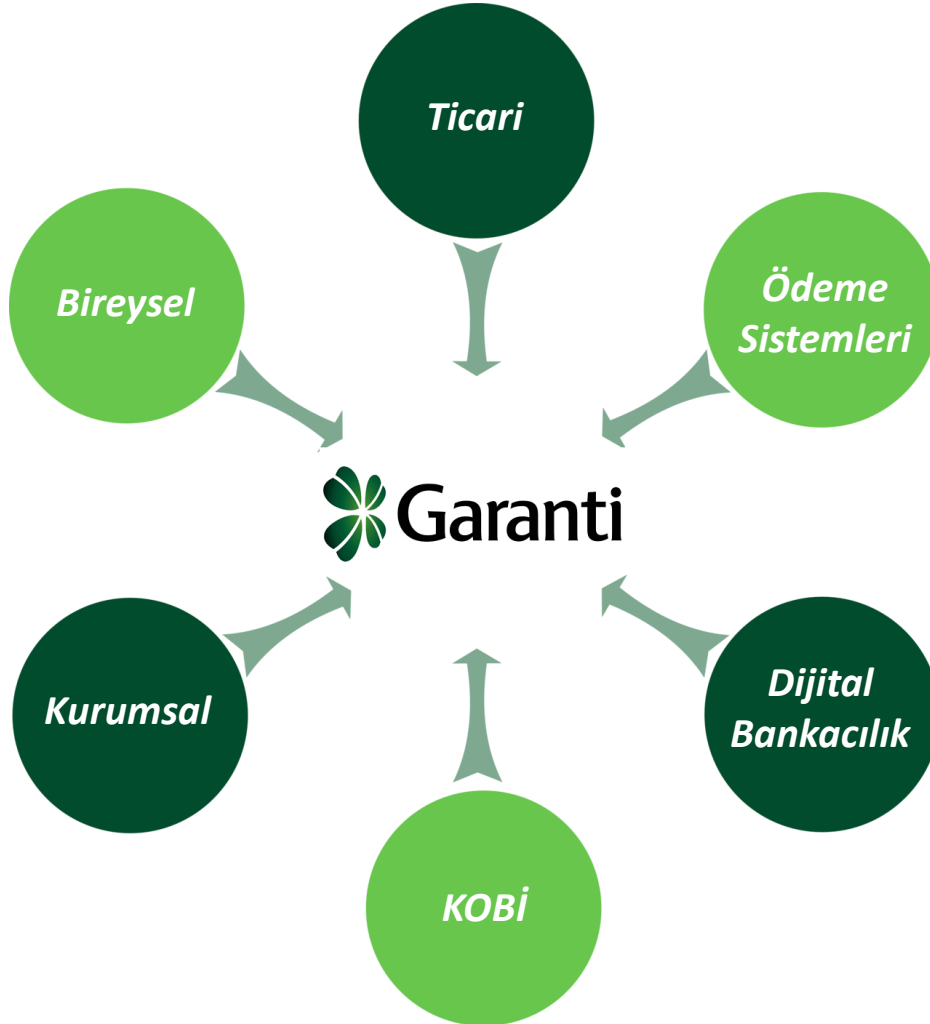 Ticari
Bireysel
Ödeme
Sistemleri
Garanti
Kurumsal
Dijital
Bankacılık
KOBİ